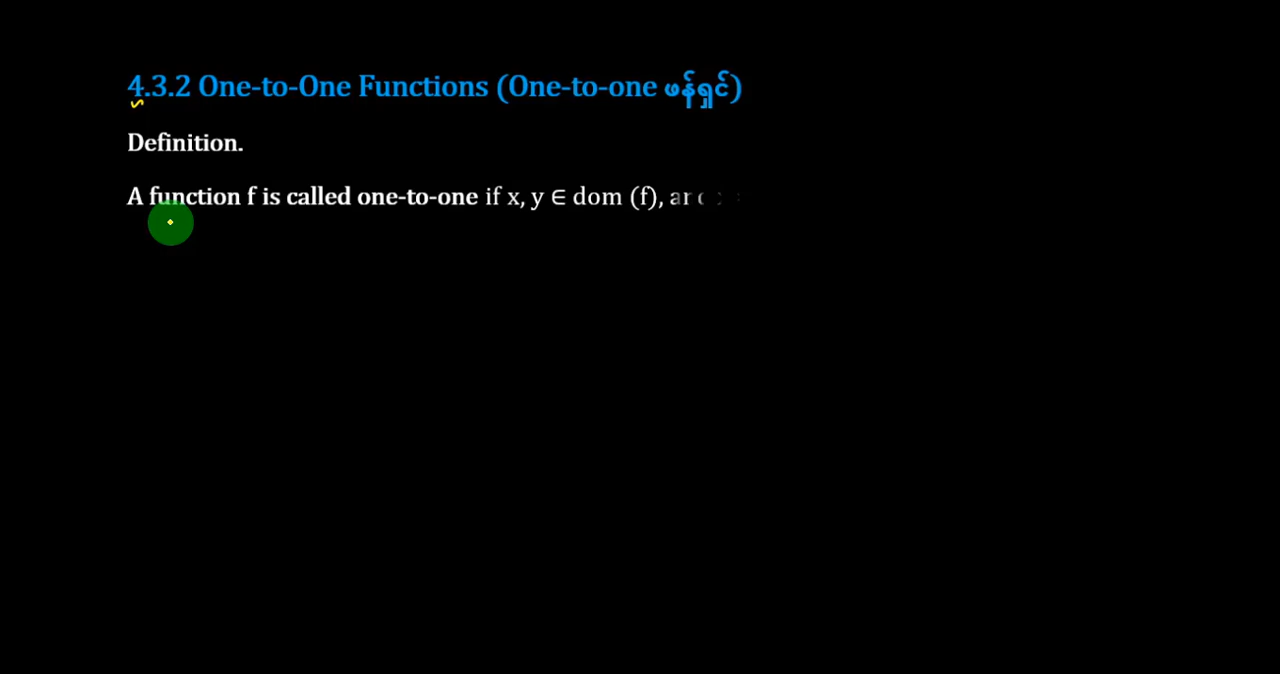 4.3.2 One-to-One Functions (One-to-one ဖန်ရှင်)
Definition.
A function f is called one-to-one if x, y ∈ dom (f),